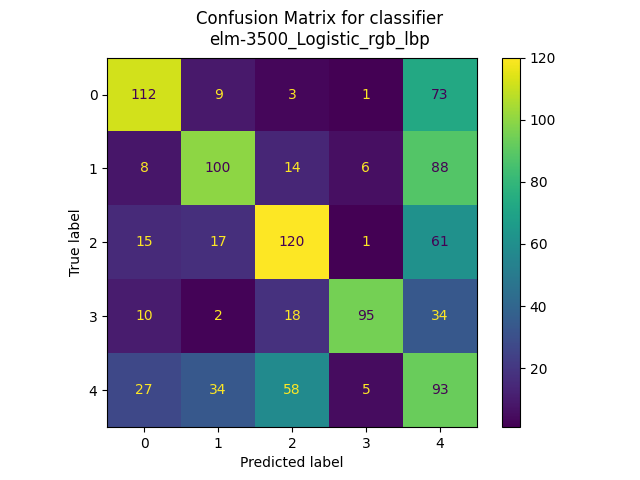 Confusion Matrix for classifier
elm-3500_Logistic_rgb_lbp
True label
0 112 9 3 1 73
1 8 100 14 6 88
2 15 17 120 1 61
3 10 2 18 95 34
4 27 34 58 5 93
0 1 2 3 4
Predicted label
120
100
80
60
40
20